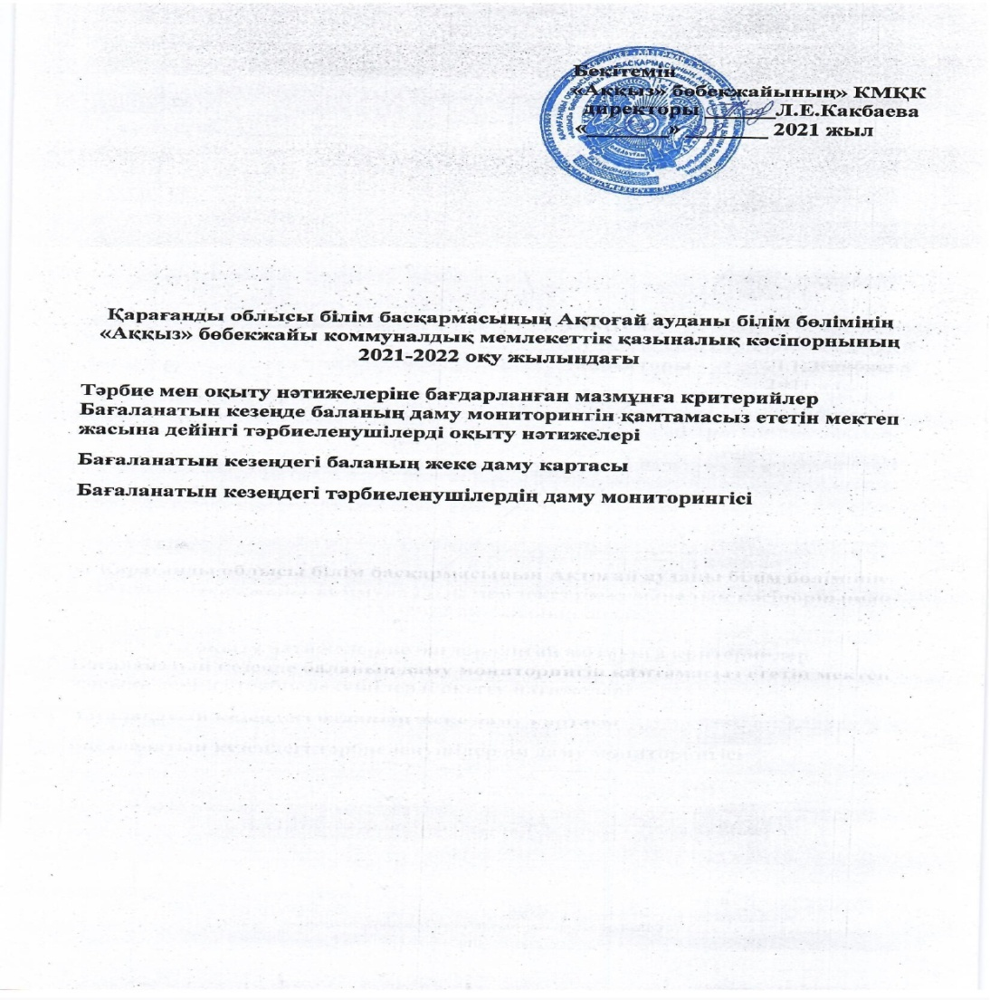 Бекітемін
«Аққыз» бөбекжайының» КМҚК
директоры ________Л.Е.Какбаева
«_________» _________ 2021 жыл
Қарағанды облысы білім басқармасының Ақтоғай ауданы білім бөлімінің
«Аққыз» бөбекжайы коммуналдық мемлекеттік қазыналық кәсіпорнының
2021-2022 оқу жылындағы
Тәрбие мен оқыту нәтижелеріне бағдарланған мазмұнға критерийлер
Бағаланатын кезеңде баланың даму мониторингін қамтамасыз ететін мектеп
жасына дейінгі тәрбиеленушілерді оқыту нәтижелері
Бағаланатын кезеңдегі баланың жеке даму картасы
Бағаланатын кезеңдегі тәрбиеленушілердің даму мониторингісі